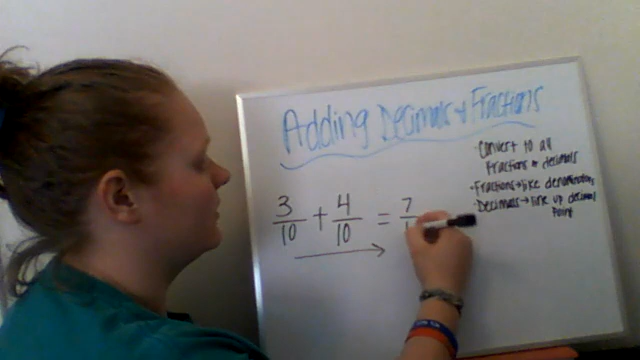 Adding Decimals + Fractions
· Convert to all
fractions or decimals
· Fractions → like denominators
· Decimals → line up decimal
point
3/10 + 4/10 = 7/1